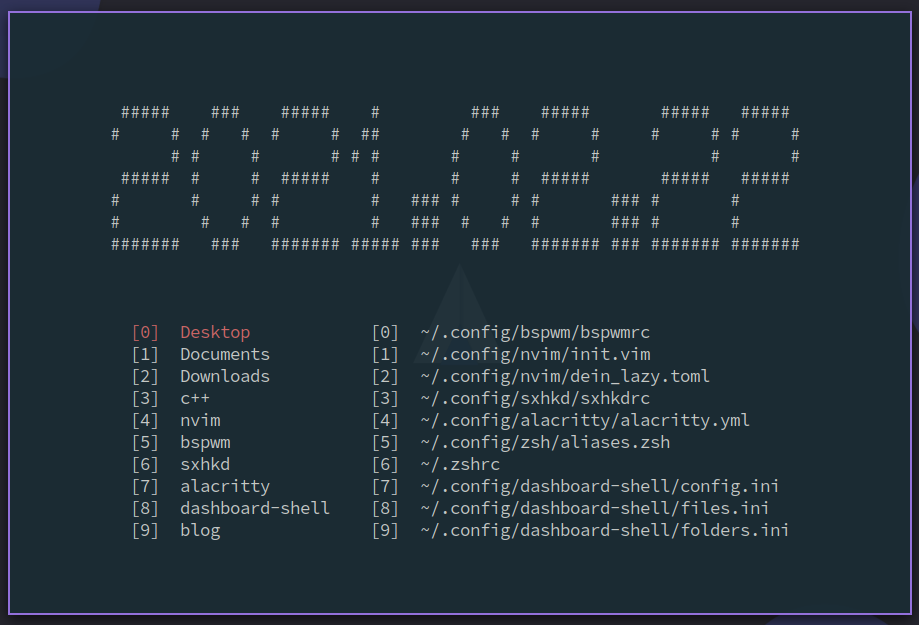 2021.02.22
[0] Desktop [0] ~/.config/bspwm/bspwmrc
[1] Documents [1] ~/.config/nvim/init.vim
[2] Downloads [2] ~/.config/nvim/dein_lazy.toml
[3] c++ [3] ~/.config/sxhkd/sxhkdrc
[4] nvim [4] ~/.config/alacritty/alacritty.yml
[5] bspwm [5] ~/.config/zsh/aliases.zsh
[6] sxhkd [6] ~/.zshrc
[7] alacritty [7] ~/.config/dashboard-shell/config.ini
[8] dashboard-shell [8] ~/.config/dashboard-shell/files.ini
[9] blog [9] ~/.config/dashboard-shell/folders.ini